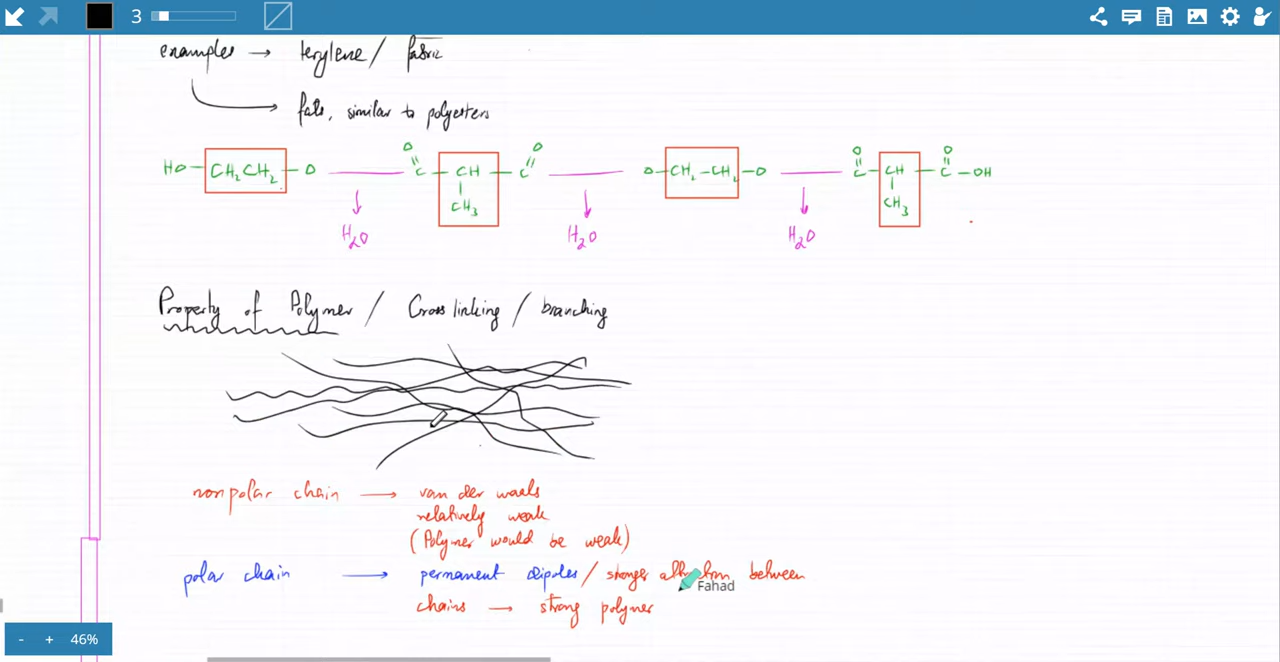 3
examples → terylene / fabric
fats, similar to polyesters
HO-CH₂CH₂-O C(=O)-CH(CH₃)-C(=O) O-CH₂-CH₂-O C(=O)-CH(CH₃)-C(=O)-OH
H₂O H₂O H₂O
Property of Polymer / Cross linking / branching
nonpolar chain → van der waals
relatively weak
(Polymer would be weak)
polar chain → permanent dipoles / stronger attraction between
Fahad
chains → strong polymer
- + 46%